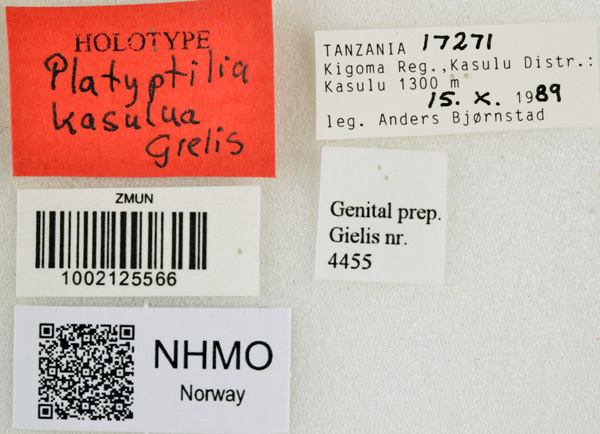 HOLOTYPE
Platyptilia
kasulua
Gielis
TANZANIA 17271
Kigoma Reg.,Kasulu Distr.:
Kasulu 1300 m
15. X. 1989
leg. Anders Bjørnstad
ZMUN
1002125566
Genital prep.
Gielis nr.
4455
NHMO
Norway